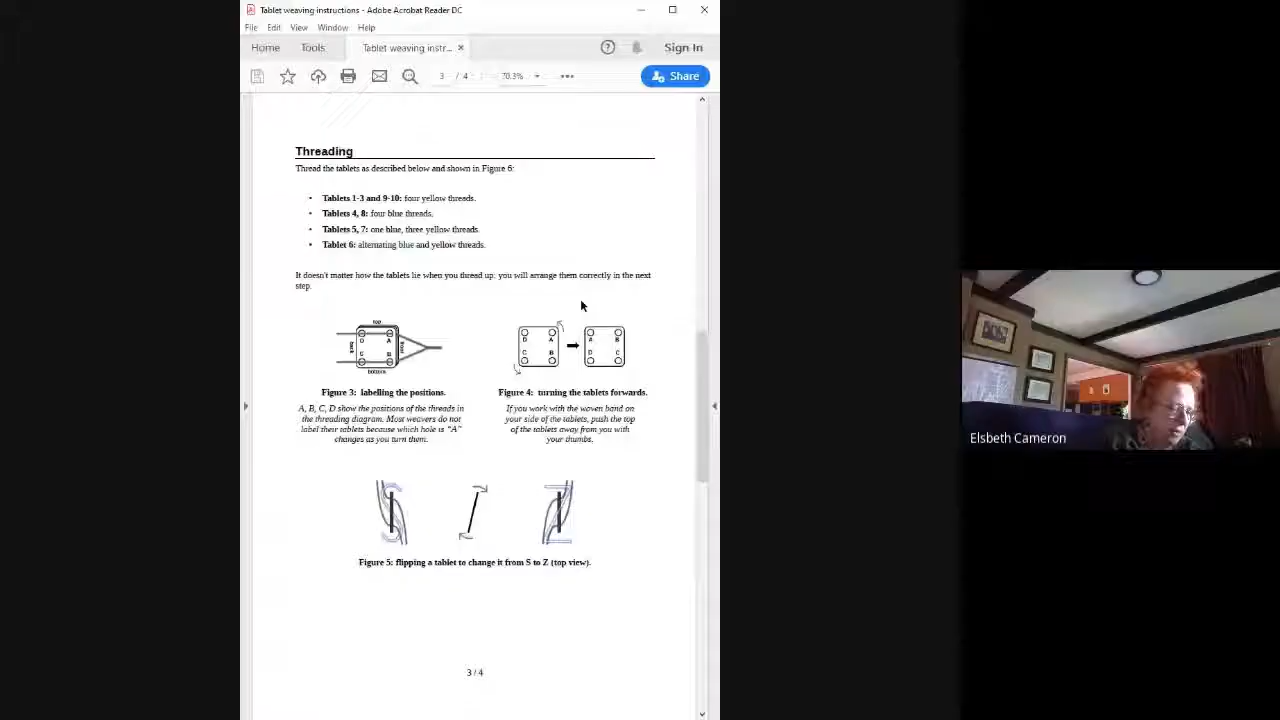 Tablet weaving instructions - Adobe Acrobat Reader DC
File Edit View Window Help
Home Tools Tablet weaving instr... × Sign In
3 / 4 78.3% Share
Threading
Thread the tablets as described below and shown in Figure 6:
• Tablets 1-3 and 9-10: four yellow threads.
• Tablets 4, 8: four blue threads.
• Tablets 5, 7: one blue, three yellow threads.
• Tablet 6: alternating blue and yellow threads.
It doesn't matter how the tablets lie when you thread up; you will arrange them correctly in the next
step.
top
D A
back front
C B
bottom
D A A B
C B D C
Figure 3: labelling the positions.
A, B, C, D show the positions of the threads in
the threading diagram. Most weavers do not
label their tablets because which hole is "A"
changes as you turn them.
Figure 4: turning the tablets forwards.
If you work with the woven band on
your side of the tablets, push the top
of the tablets away from you with
your thumbs.
Figure 5: flipping a tablet to change it from S to Z (top view).
3 / 4
Elsbeth Cameron